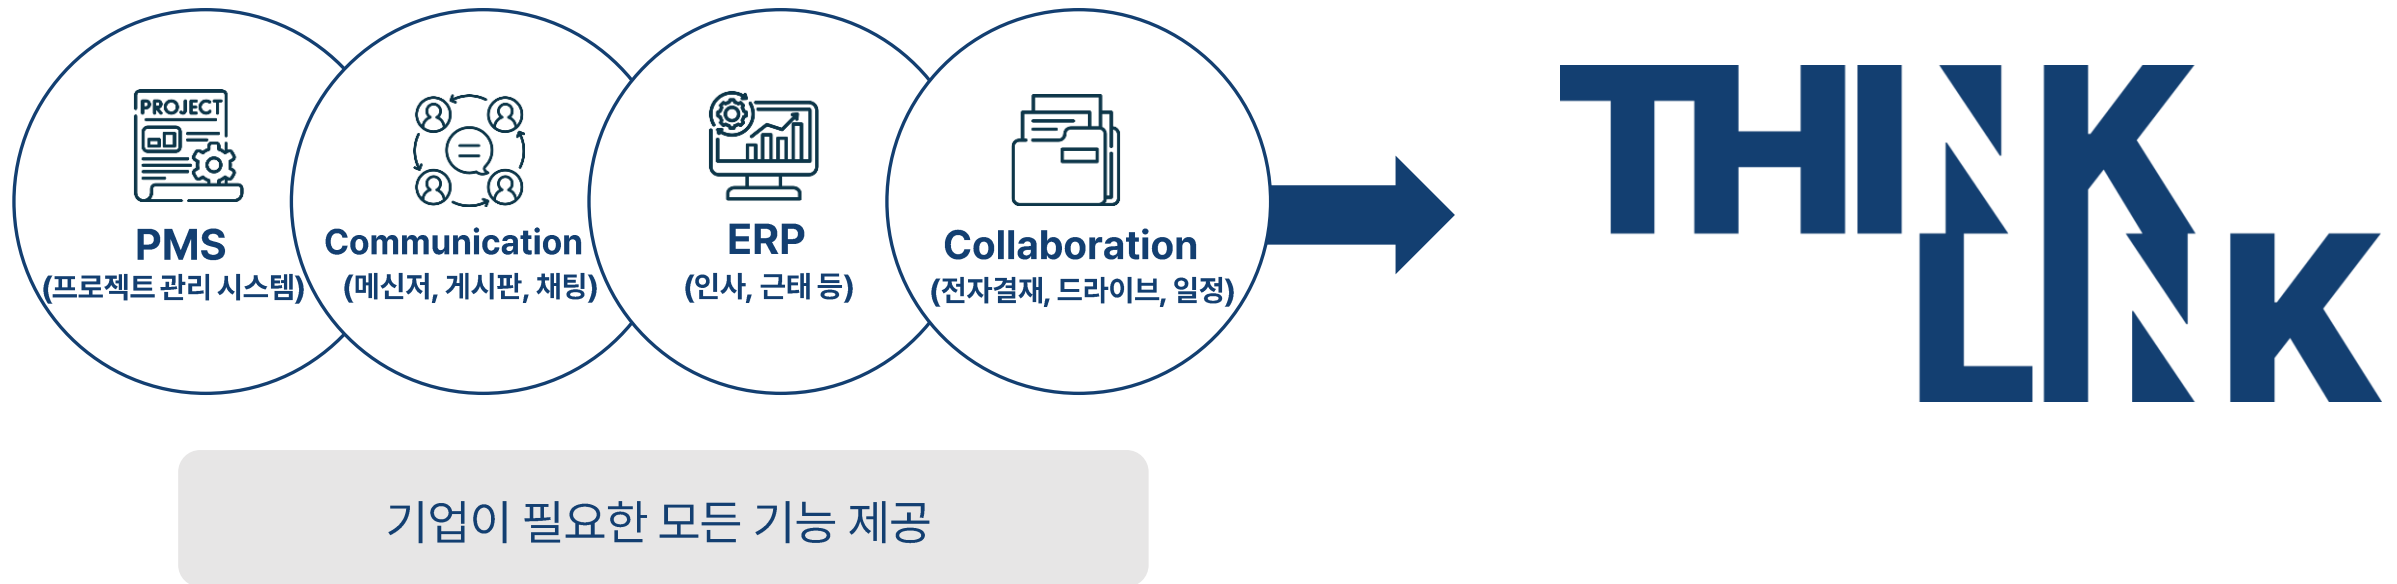 PROJECT
PMS
(프로젝트 관리 시스템)
Communication
(메신저, 게시판, 채팅)
ERP
(인사, 근태 등)
Collaboration
(전자결재, 드라이브, 일정)
THINK
LINK
기업이 필요한 모든 기능 제공